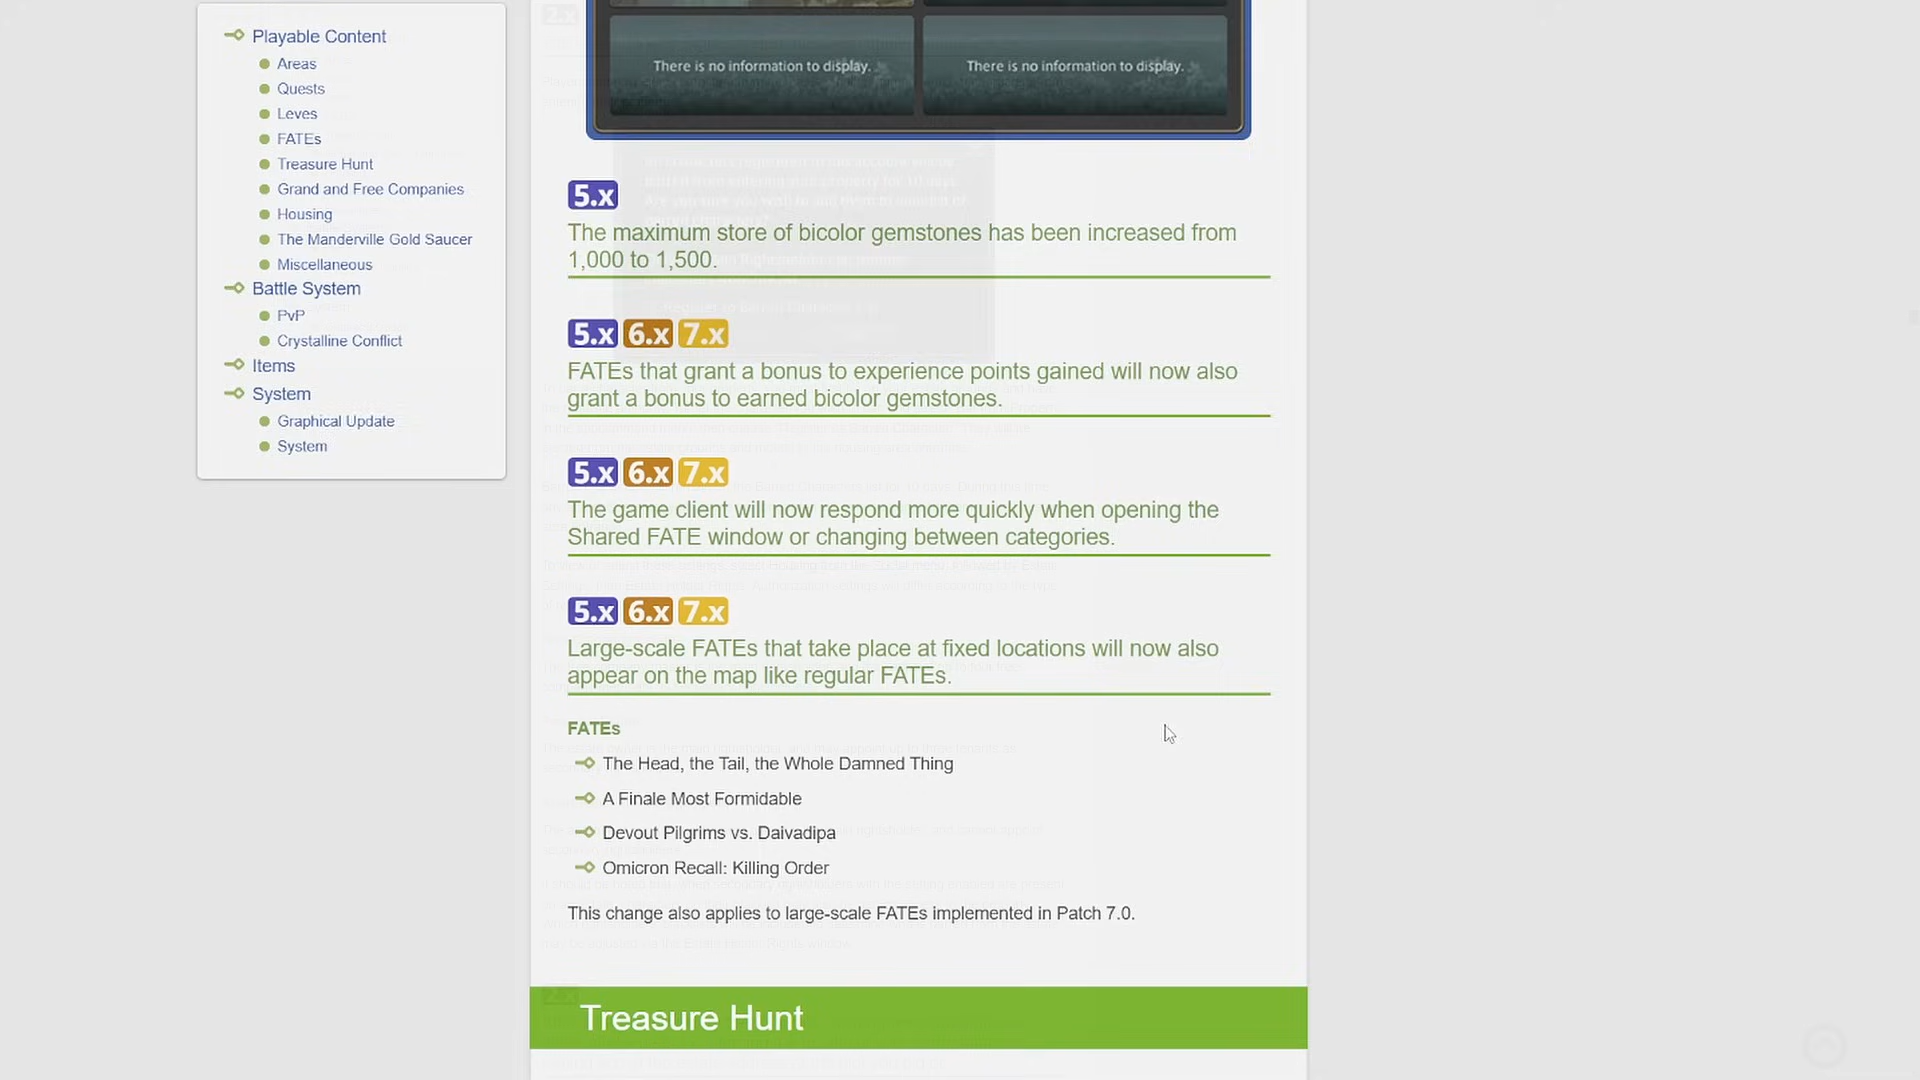 Playable Content
Areas
Quests
Leves
FATEs
Treasure Hunt
Grand and Free Companies
Housing
The Manderville Gold Saucer
Miscellaneous
Battle System
PvP
Crystalline Conflict
Items
System
Graphical Update
System
There is no information to display.
There is no information to display.
5.x
The maximum store of bicolor gemstones has been increased from
1,000 to 1,500.
5.x 6.x 7.x
FATEs that grant a bonus to experience points gained will now also
grant a bonus to earned bicolor gemstones.
5.x 6.x 7.x
The game client will now respond more quickly when opening the
Shared FATE window or changing between categories.
5.x 6.x 7.x
Large-scale FATEs that take place at fixed locations will now also
appear on the map like regular FATEs.
FATEs
The Head, the Tail, the Whole Damned Thing
A Finale Most Formidable
Devout Pilgrims vs. Daivadipa
Omicron Recall: Killing Order
This change also applies to large-scale FATEs implemented in Patch 7.0.
Treasure Hunt